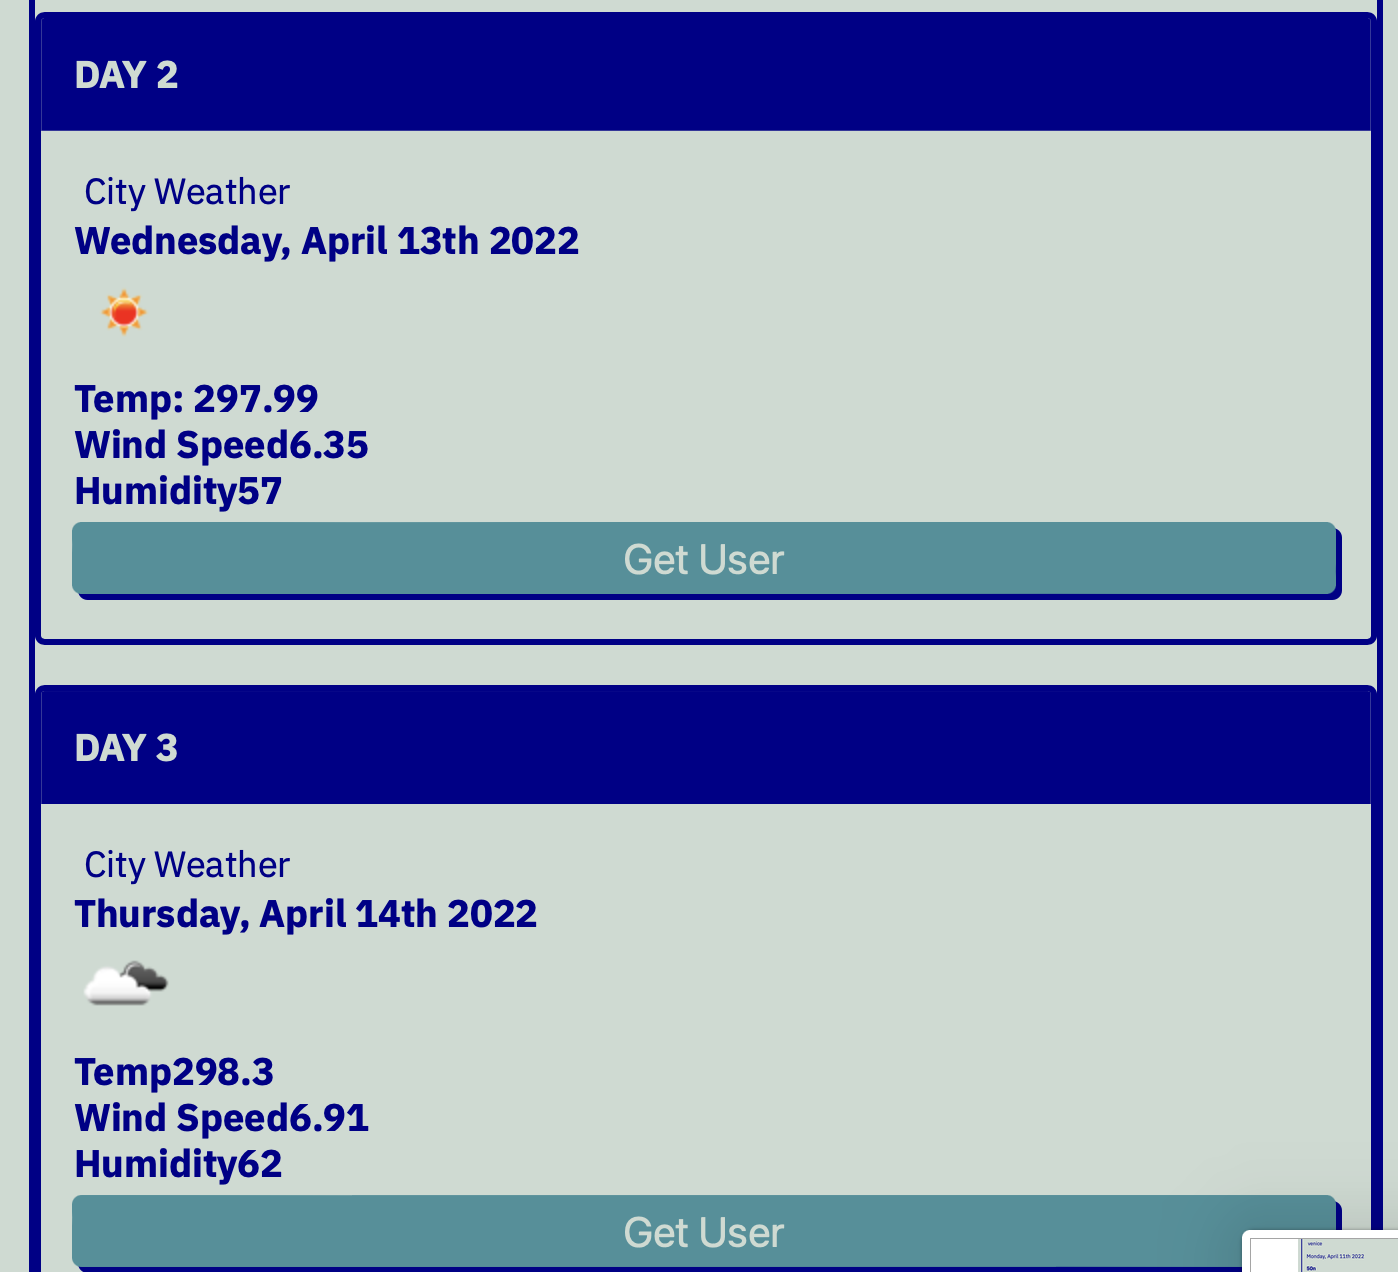 DAY 2
City Weather
Wednesday, April 13th 2022
Temp: 297.99
Wind Speed6.35
Humidity57
Get User
DAY 3
City Weather
Thursday, April 14th 2022
Temp298.3
Wind Speed6.91
Humidity62
Get User
venice
Monday, April 11th 2022